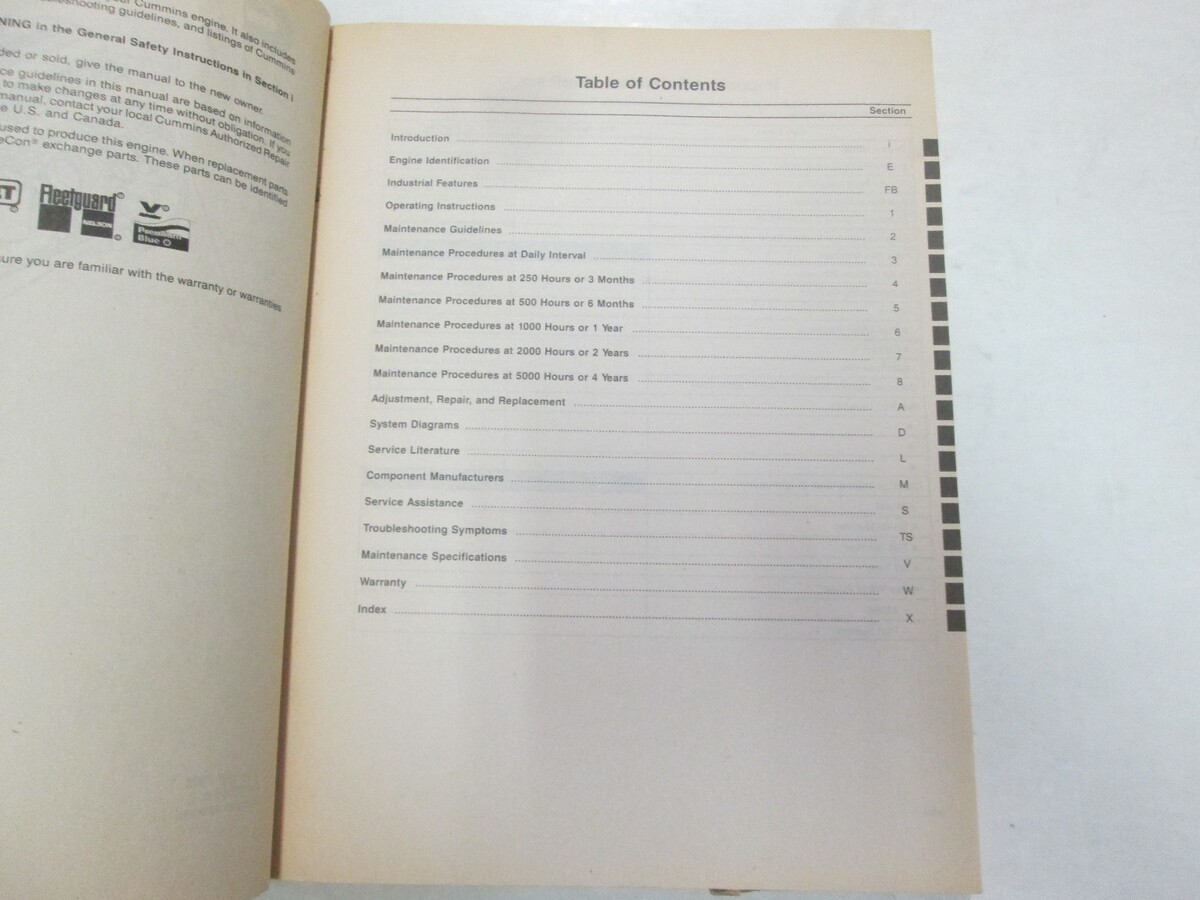 your Cummins engine. It also includes
troubleshooting guidelines, and listings of Cummins
in the General Safety Instructions in Section i
or sold, give the manual to the new owner.
guidelines in this manual are based on information
to make changes at any time without obligation. If you
manual, contact your local Cummins Authorized Repair
U.S. and Canada.
used to produce this engine. When replacement parts
exchange parts. These parts can be identified
Fleetguard
NELSON
Premium
Blue
you are familiar with the warranty or warranties
Table of Contents
Section
Introduction i
Engine Identification E
Industrial Features FB
Operating Instructions 1
Maintenance Guidelines 2
Maintenance Procedures at Daily Interval 3
Maintenance Procedures at 250 Hours or 3 Months 4
Maintenance Procedures at 500 Hours or 6 Months 5
Maintenance Procedures at 1000 Hours or 1 Year 6
Maintenance Procedures at 2000 Hours or 2 Years 7
Maintenance Procedures at 5000 Hours or 4 Years 8
Adjustment, Repair, and Replacement A
System Diagrams D
Service Literature L
Component Manufacturers M
Service Assistance S
Troubleshooting Symptoms TS
Maintenance Specifications V
Warranty W
Index X